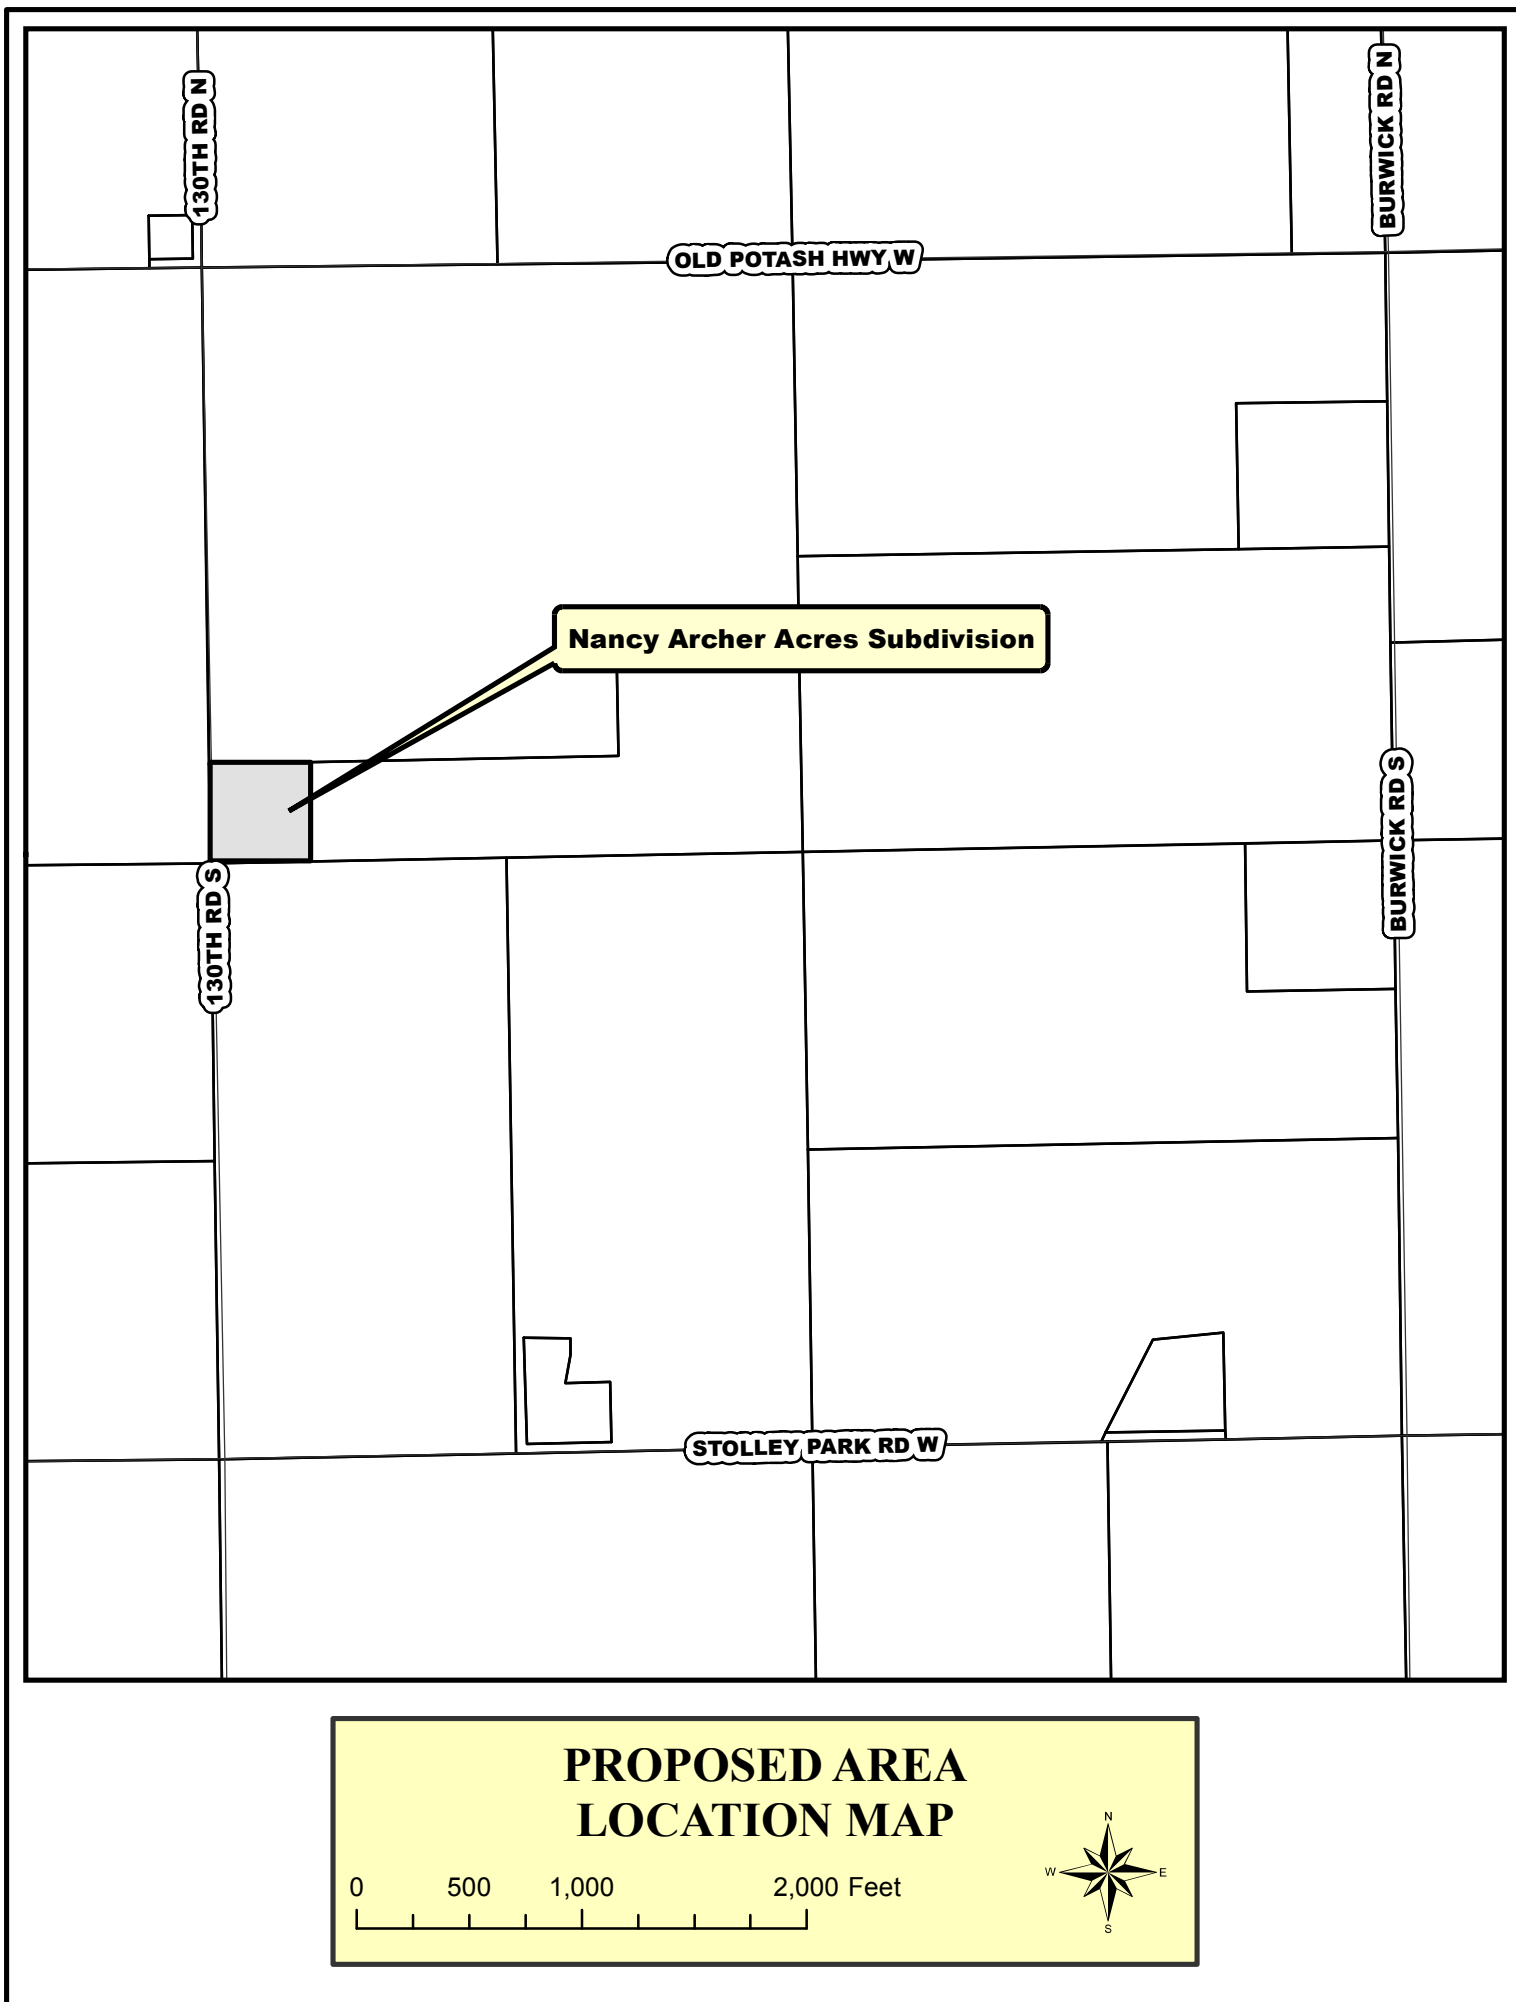 130TH RD N
BURWICK RD N
OLD POTASH HWY W
Nancy Archer Acres Subdivision
BURWICK RD S
130TH RD S
STOLLEY PARK RD W
PROPOSED AREA
LOCATION MAP
N
W E
S
0 500 1,000 2,000 Feet